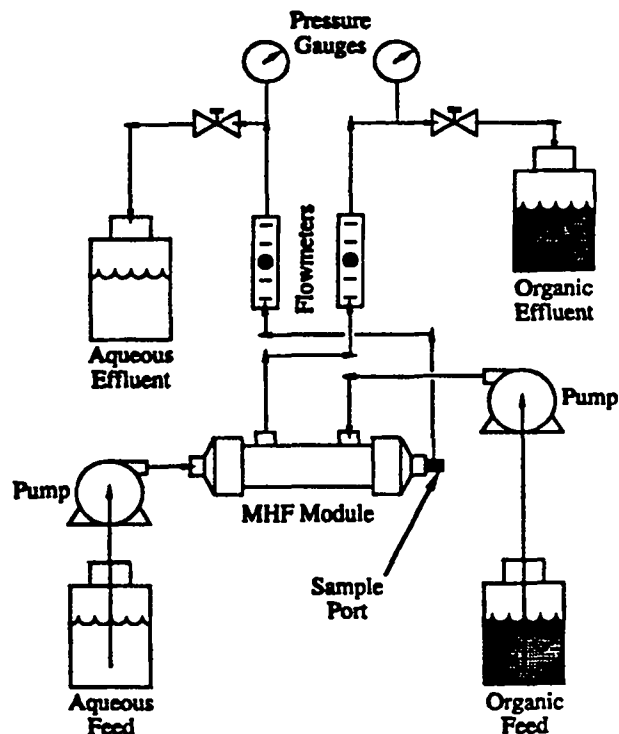 Pressure
Gauges
Flowmeters
Aqueous
Effluent
Organic
Effluent
Pump
Pump
MHF Module
Sample
Port
Aqueous
Feed
Organic
Feed